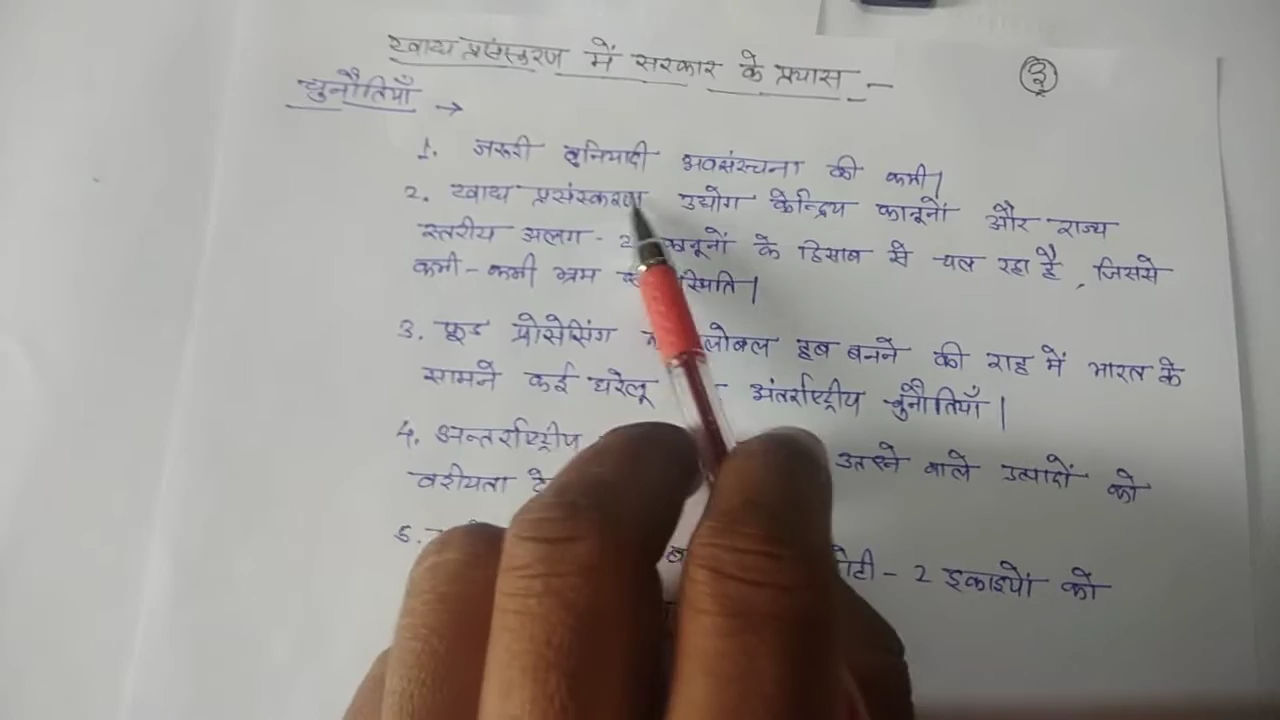 खाद्य प्रसंस्करण में सरकार के प्रयास -
३
चुनौतियाँ →
1. जरूरी बुनियादी अवसंरचना की कमी।
2. खाद्य प्रसंस्करण उद्योग केन्द्रिय कानूनों और राज्य
स्तरीय अलग - 2 कानूनों के हिसाब से चल रहा है, जिससे
कभी - कभी भ्रम स्थिति।
3. फूड प्रोसेसिंग ग्लोबल हब बनने की राह में भारत के
सामने कई घरेलू - अंतर्राष्ट्रीय चुनौतियाँ।
4. अन्तर्राष्ट्रीय उतरने वाले उत्पादों को
वरीयता
5. छोटी - 2 इकाइयों को